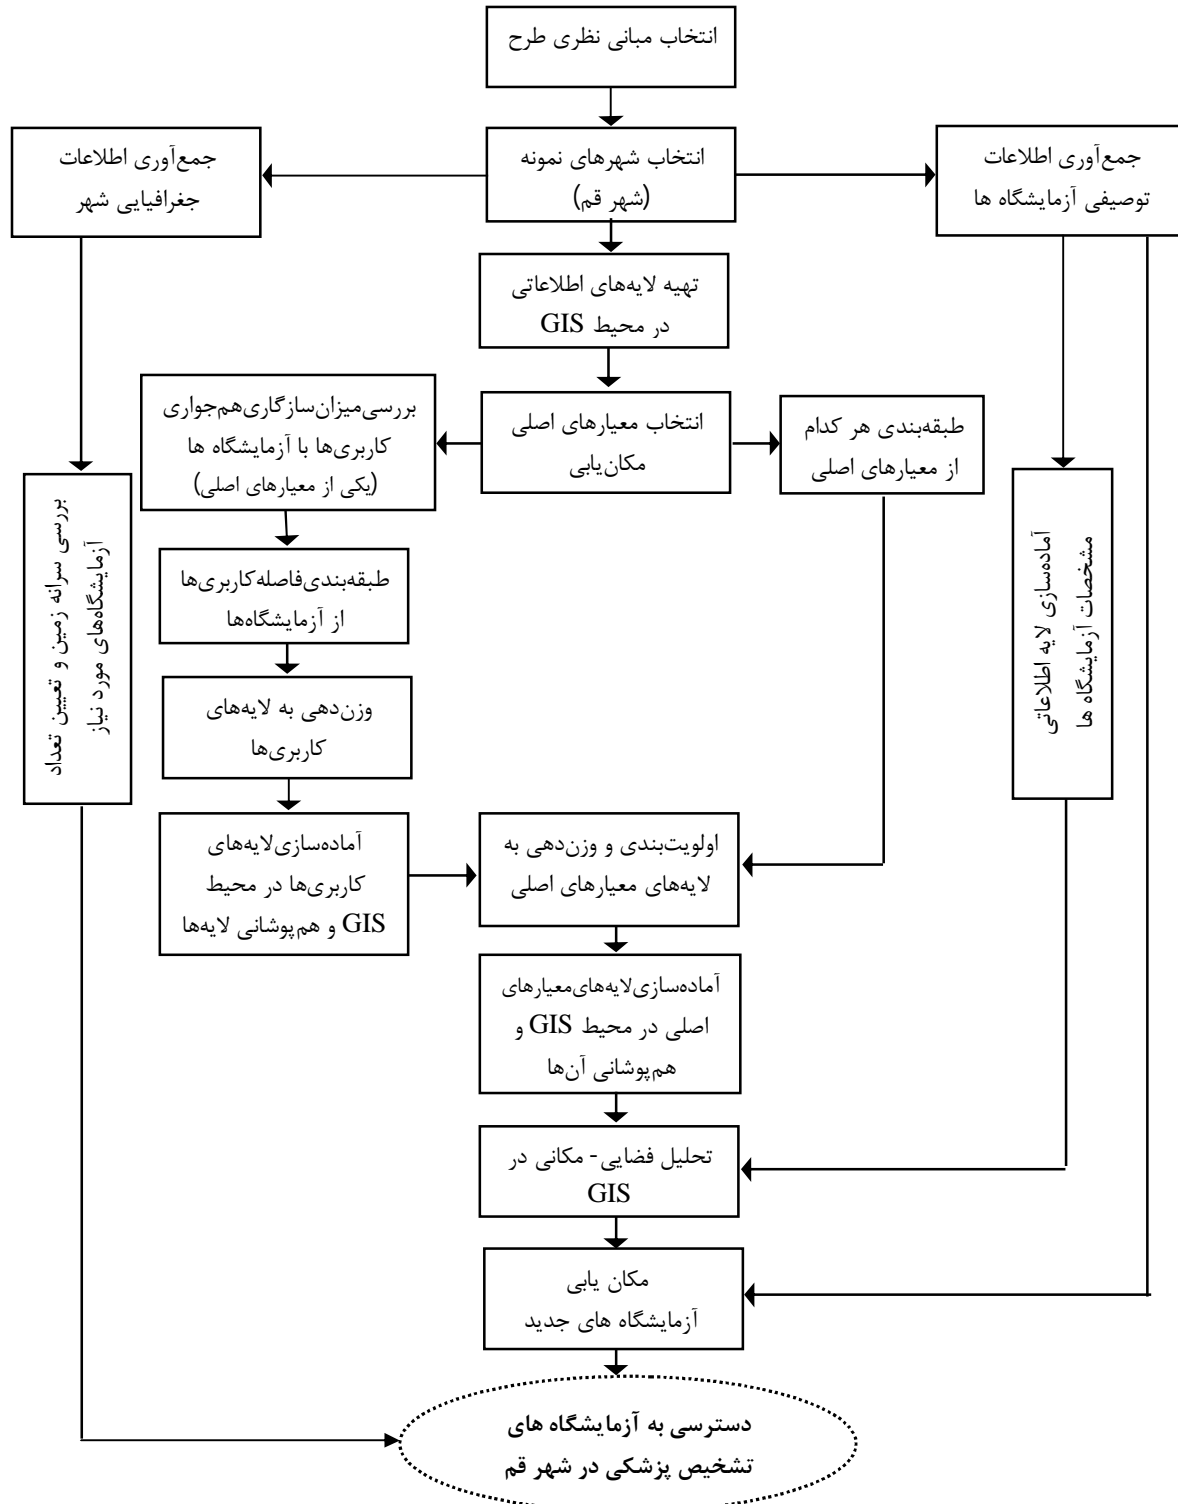 انتخاب مبانی نظری طرح
جمع‌آوری اطلاعات
توصیفی آزمایشگاه ها
انتخاب شهرهای نمونه
(شهر قم)
جمع‌آوری اطلاعات
جغرافیایی شهر
تهیه لایه‌های اطلاعاتی
در محیط GIS
طبقه‌بندی هر کدام
از معیارهای اصلی
انتخاب معیارهای اصلی
مکان‌یابی
بررسی‌میزان‌سازگاری‌هم‌جواری
کاربری‌ها با آزمایشگاه ها
(یکی از معیارهای اصلی)
آماده‌سازی لایه اطلاعاتی
مشخصات آزمایشگاه ها
بررسی سرانه زمین و تعیین تعداد
آزمایشگاه‌های مورد نیاز
طبقه‌بندی‌فاصله‌کاربری‌ها
از آزمایشگاه‌ها
وزن‌دهی به لایه‌های
کاربری‌ها
اولویت‌بندی و وزن‌دهی به
لایه‌های معیارهای اصلی
آماده‌سازی‌لایه‌های
کاربری‌ها در محیط
GIS و هم‌پوشانی لایه‌ها
آماده‌سازی‌لایه‌های‌معیارهای
اصلی در محیط GIS و
هم‌پوشانی آن‌ها
تحلیل فضایی- مکانی در
GIS
مکان یابی
آزمایشگاه های جدید
دسترسی به آزمایشگاه های
تشخیص پزشکی در شهر قم